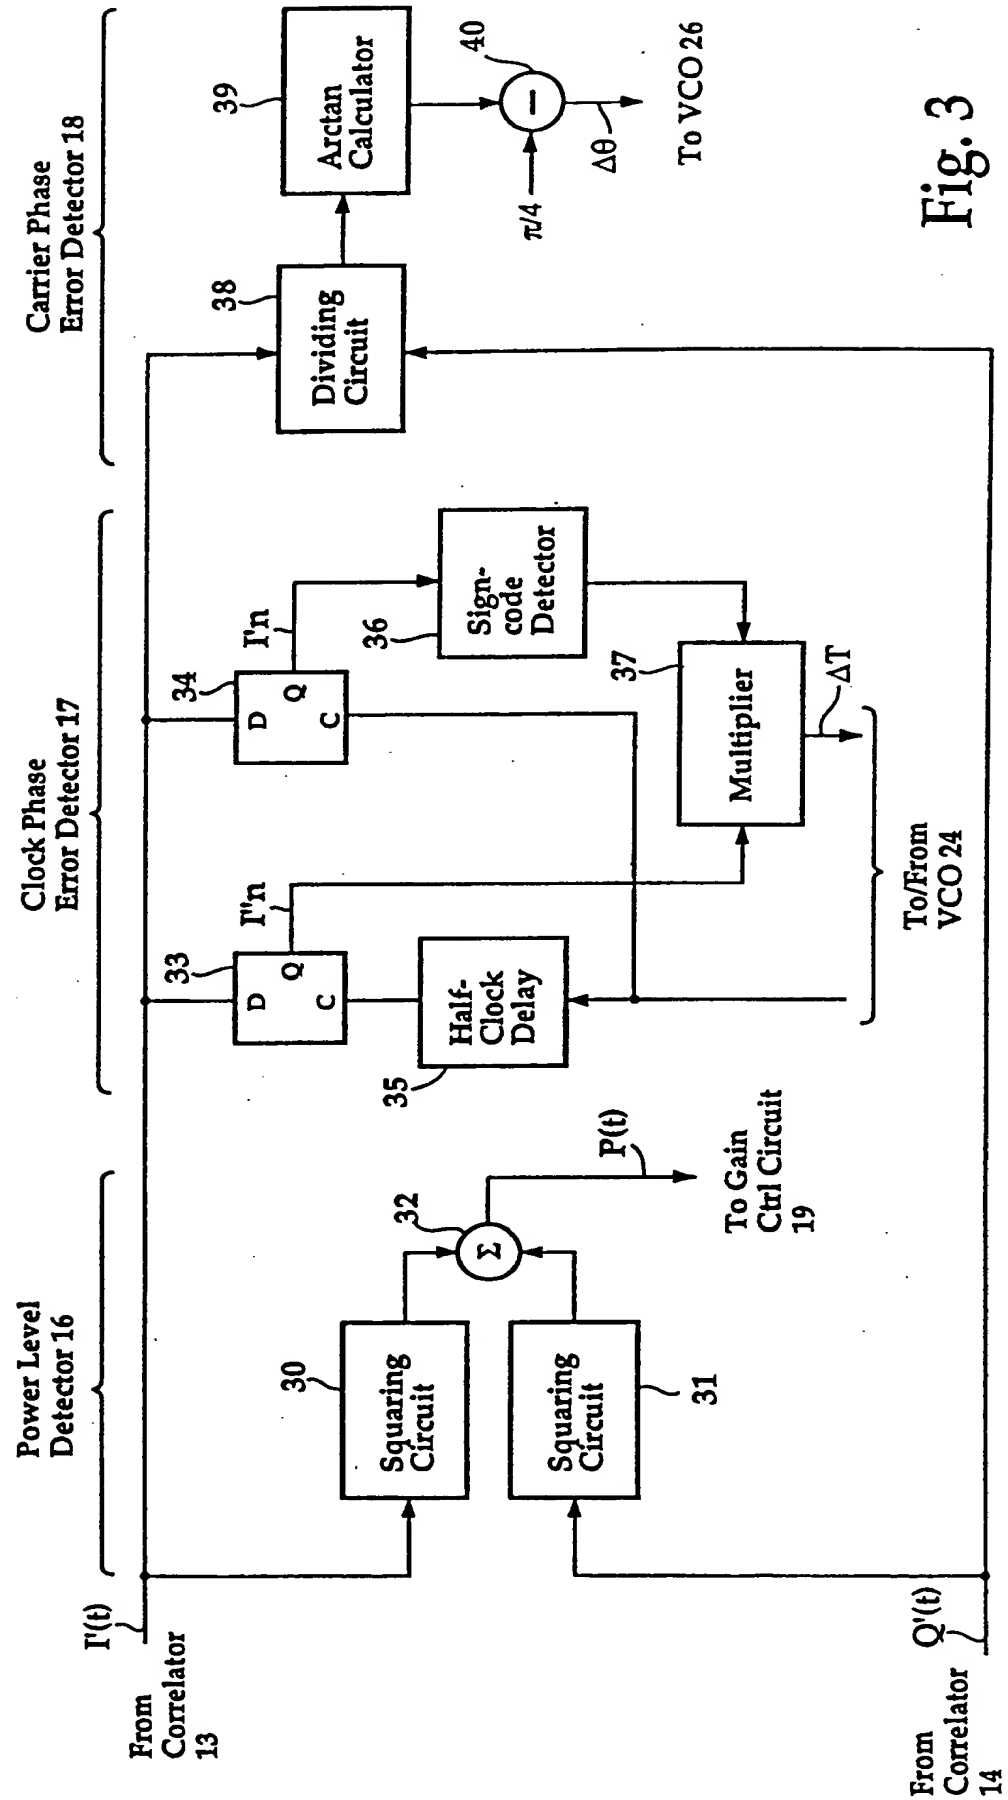 Power Level
Detector 16
Clock Phase
Error Detector 17
Carrier Phase
Error Detector 18
I'(t)
From
Correlator
13
30
Squaring
Circuit
32
Σ
P(t)
To Gain
Ctrl Circuit
19
Squaring
Circuit
31
33
D
Q
C
I"n
35
Half-
Clock
Delay
34
D
Q
C
I'n
36
Sign-
code
Detector
37
Multiplier
ΔT
To/From
VCO 24
38
Dividing
Circuit
39
Arctan
Calculator
40
–
π/4
Δθ
To VCO 26
Q'(t)
From
Correlator
14
Fig. 3